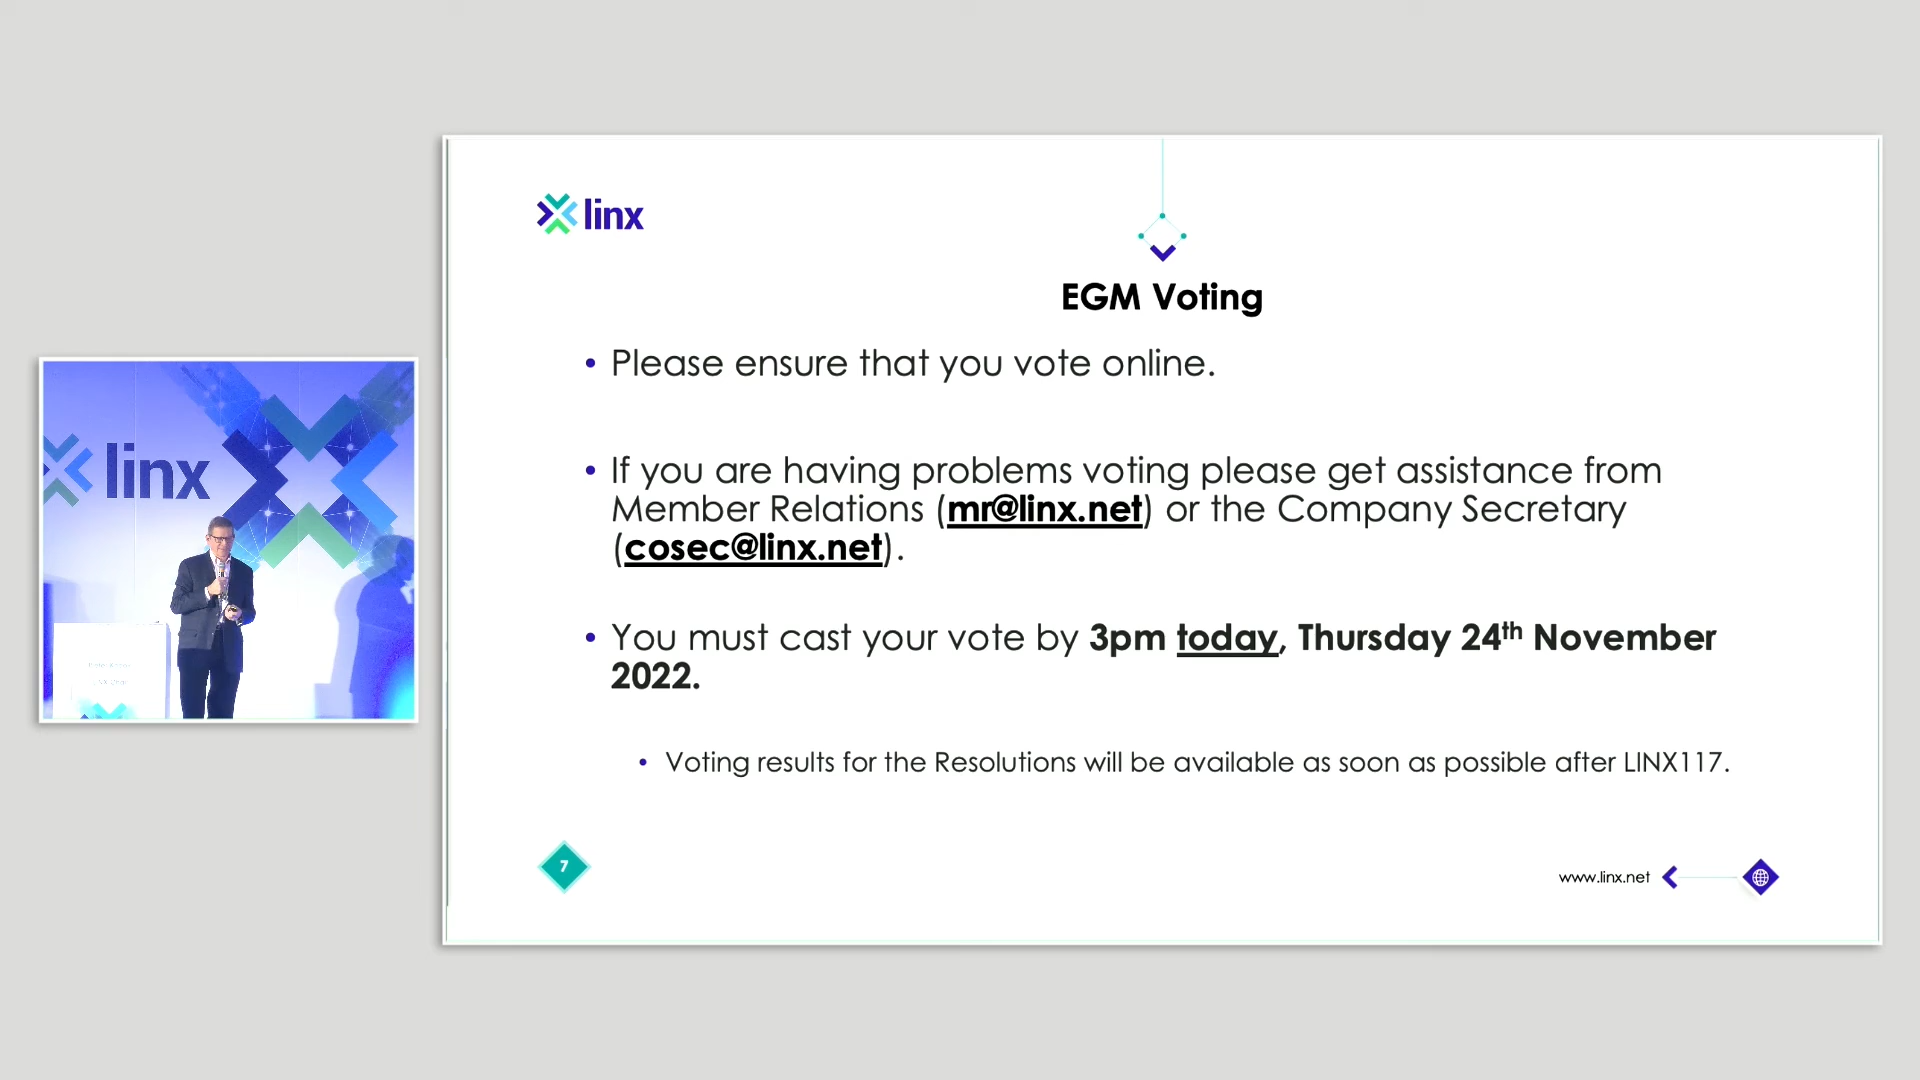 linx
EGM Voting
• Please ensure that you vote online.
• If you are having problems voting please get assistance from
Member Relations (mr@linx.net) or the Company Secretary
(cosec@linx.net).
• You must cast your vote by 3pm today, Thursday 24th November
2022.
• Voting results for the Resolutions will be available as soon as possible after LINX117.
7
www.linx.net
linx